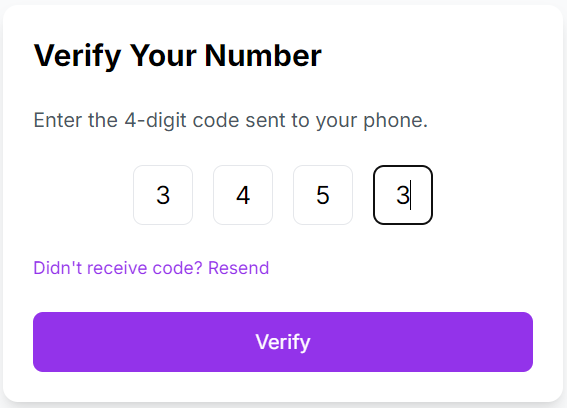 Verify Your Number
Enter the 4-digit code sent to your phone.
3 4 5 3
Didn't receive code? Resend
Verify